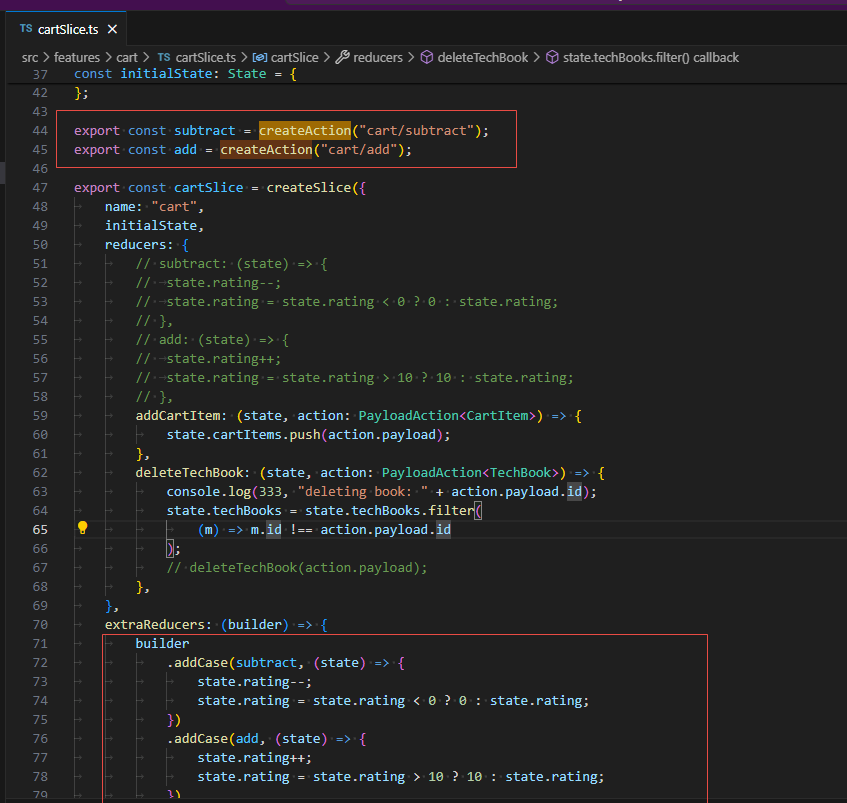 TS cartSlice.ts ×
src > features > cart > TS cartSlice.ts > cartSlice > reducers > deleteTechBook > state.techBooks.filter() callback
37 const initialState: State = {
42 };
43
44 export const subtract = createAction("cart/subtract");
45 export const add = createAction("cart/add");
46
47 export const cartSlice = createSlice({
48 name: "cart",
49 initialState,
50 reducers: {
51 // subtract: (state) => {
52 // state.rating--;
53 // state.rating = state.rating < 0 ? 0 : state.rating;
54 // },
55 // add: (state) => {
56 // state.rating++;
57 // state.rating = state.rating > 10 ? 10 : state.rating;
58 // },
59 addCartItem: (state, action: PayloadAction<CartItem>) => {
60 state.cartItems.push(action.payload);
61 },
62 deleteTechBook: (state, action: PayloadAction<TechBook>) => {
63 console.log(333, "deleting book: " + action.payload.id);
64 state.techBooks = state.techBooks.filter(
65 (m) => m.id !== action.payload.id
66 );
67 // deleteTechBook(action.payload);
68 },
69 },
70 extraReducers: (builder) => {
71 builder
72 .addCase(subtract, (state) => {
73 state.rating--;
74 state.rating = state.rating < 0 ? 0 : state.rating;
75 })
76 .addCase(add, (state) => {
77 state.rating++;
78 state.rating = state.rating > 10 ? 10 : state.rating;
79 })